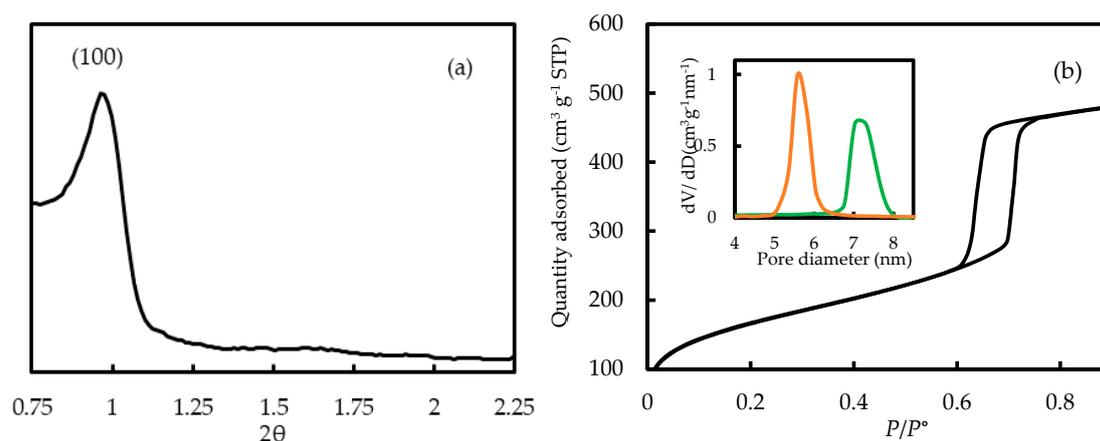 (100)
(a)
0.75 1 1.25 1.5 1.75 2 2.25
2θ
Quantity adsorbed (cm³ g⁻¹ STP)
600
500
400
300
200
100
(b)
dV/ dD(cm³g⁻¹nm⁻¹)
1
0.5
0
4 5 6 7 8
Pore diameter (nm)
0 0.2 0.4 0.6 0.8
P/P°